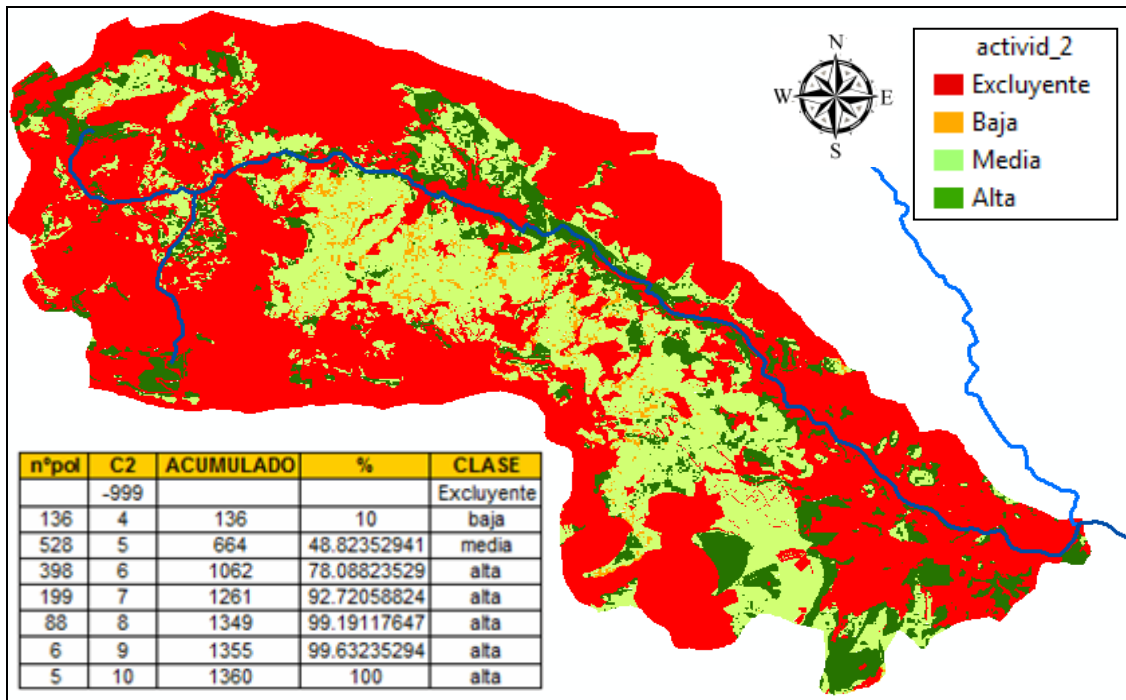 N
W E
S
activid_2
Excluyente
Baja
Media
Alta
nºpol C2 ACUMULADO % CLASE
-999 Excluyente
136 4 136 10 baja
528 5 664 48.82352941 media
398 6 1062 78.08823529 alta
199 7 1261 92.72058824 alta
88 8 1349 99.19117647 alta
6 9 1355 99.63235294 alta
5 10 1360 100 alta